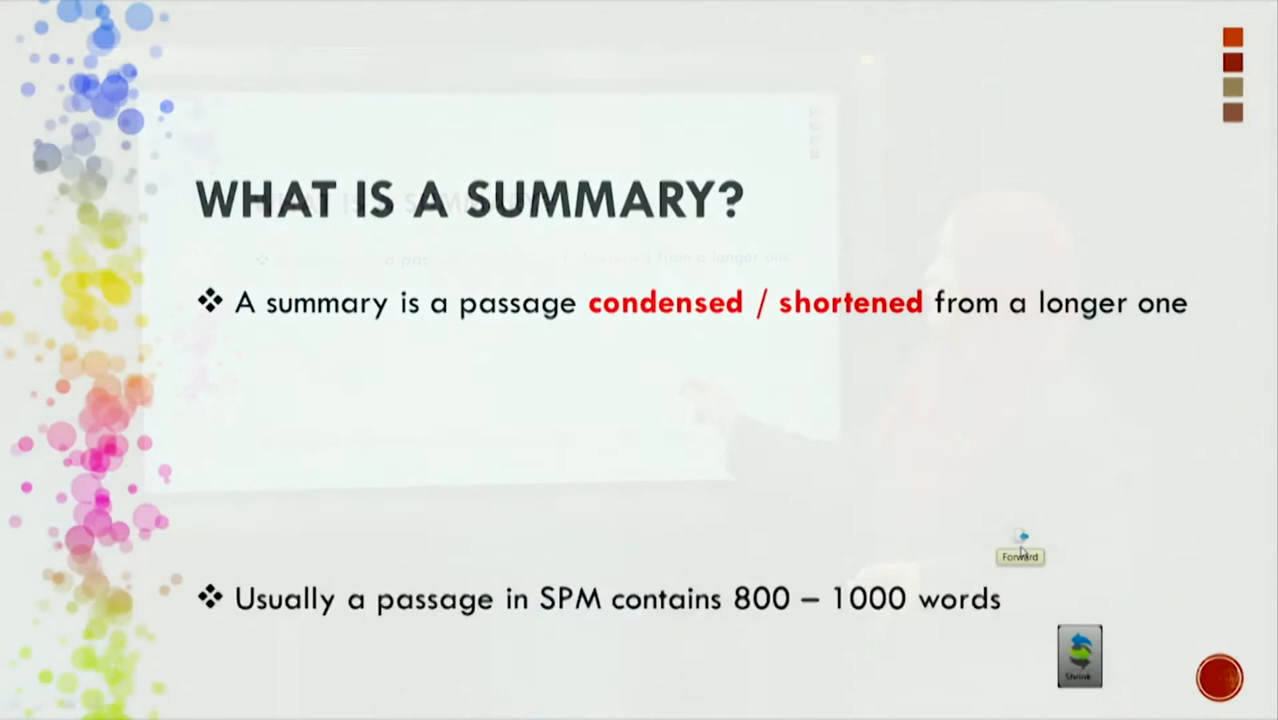 WHAT IS A SUMMARY?
❖ A summary is a passage condensed / shortened from a longer one
Forward
❖ Usually a passage in SPM contains 800 – 1000 words
Shrink